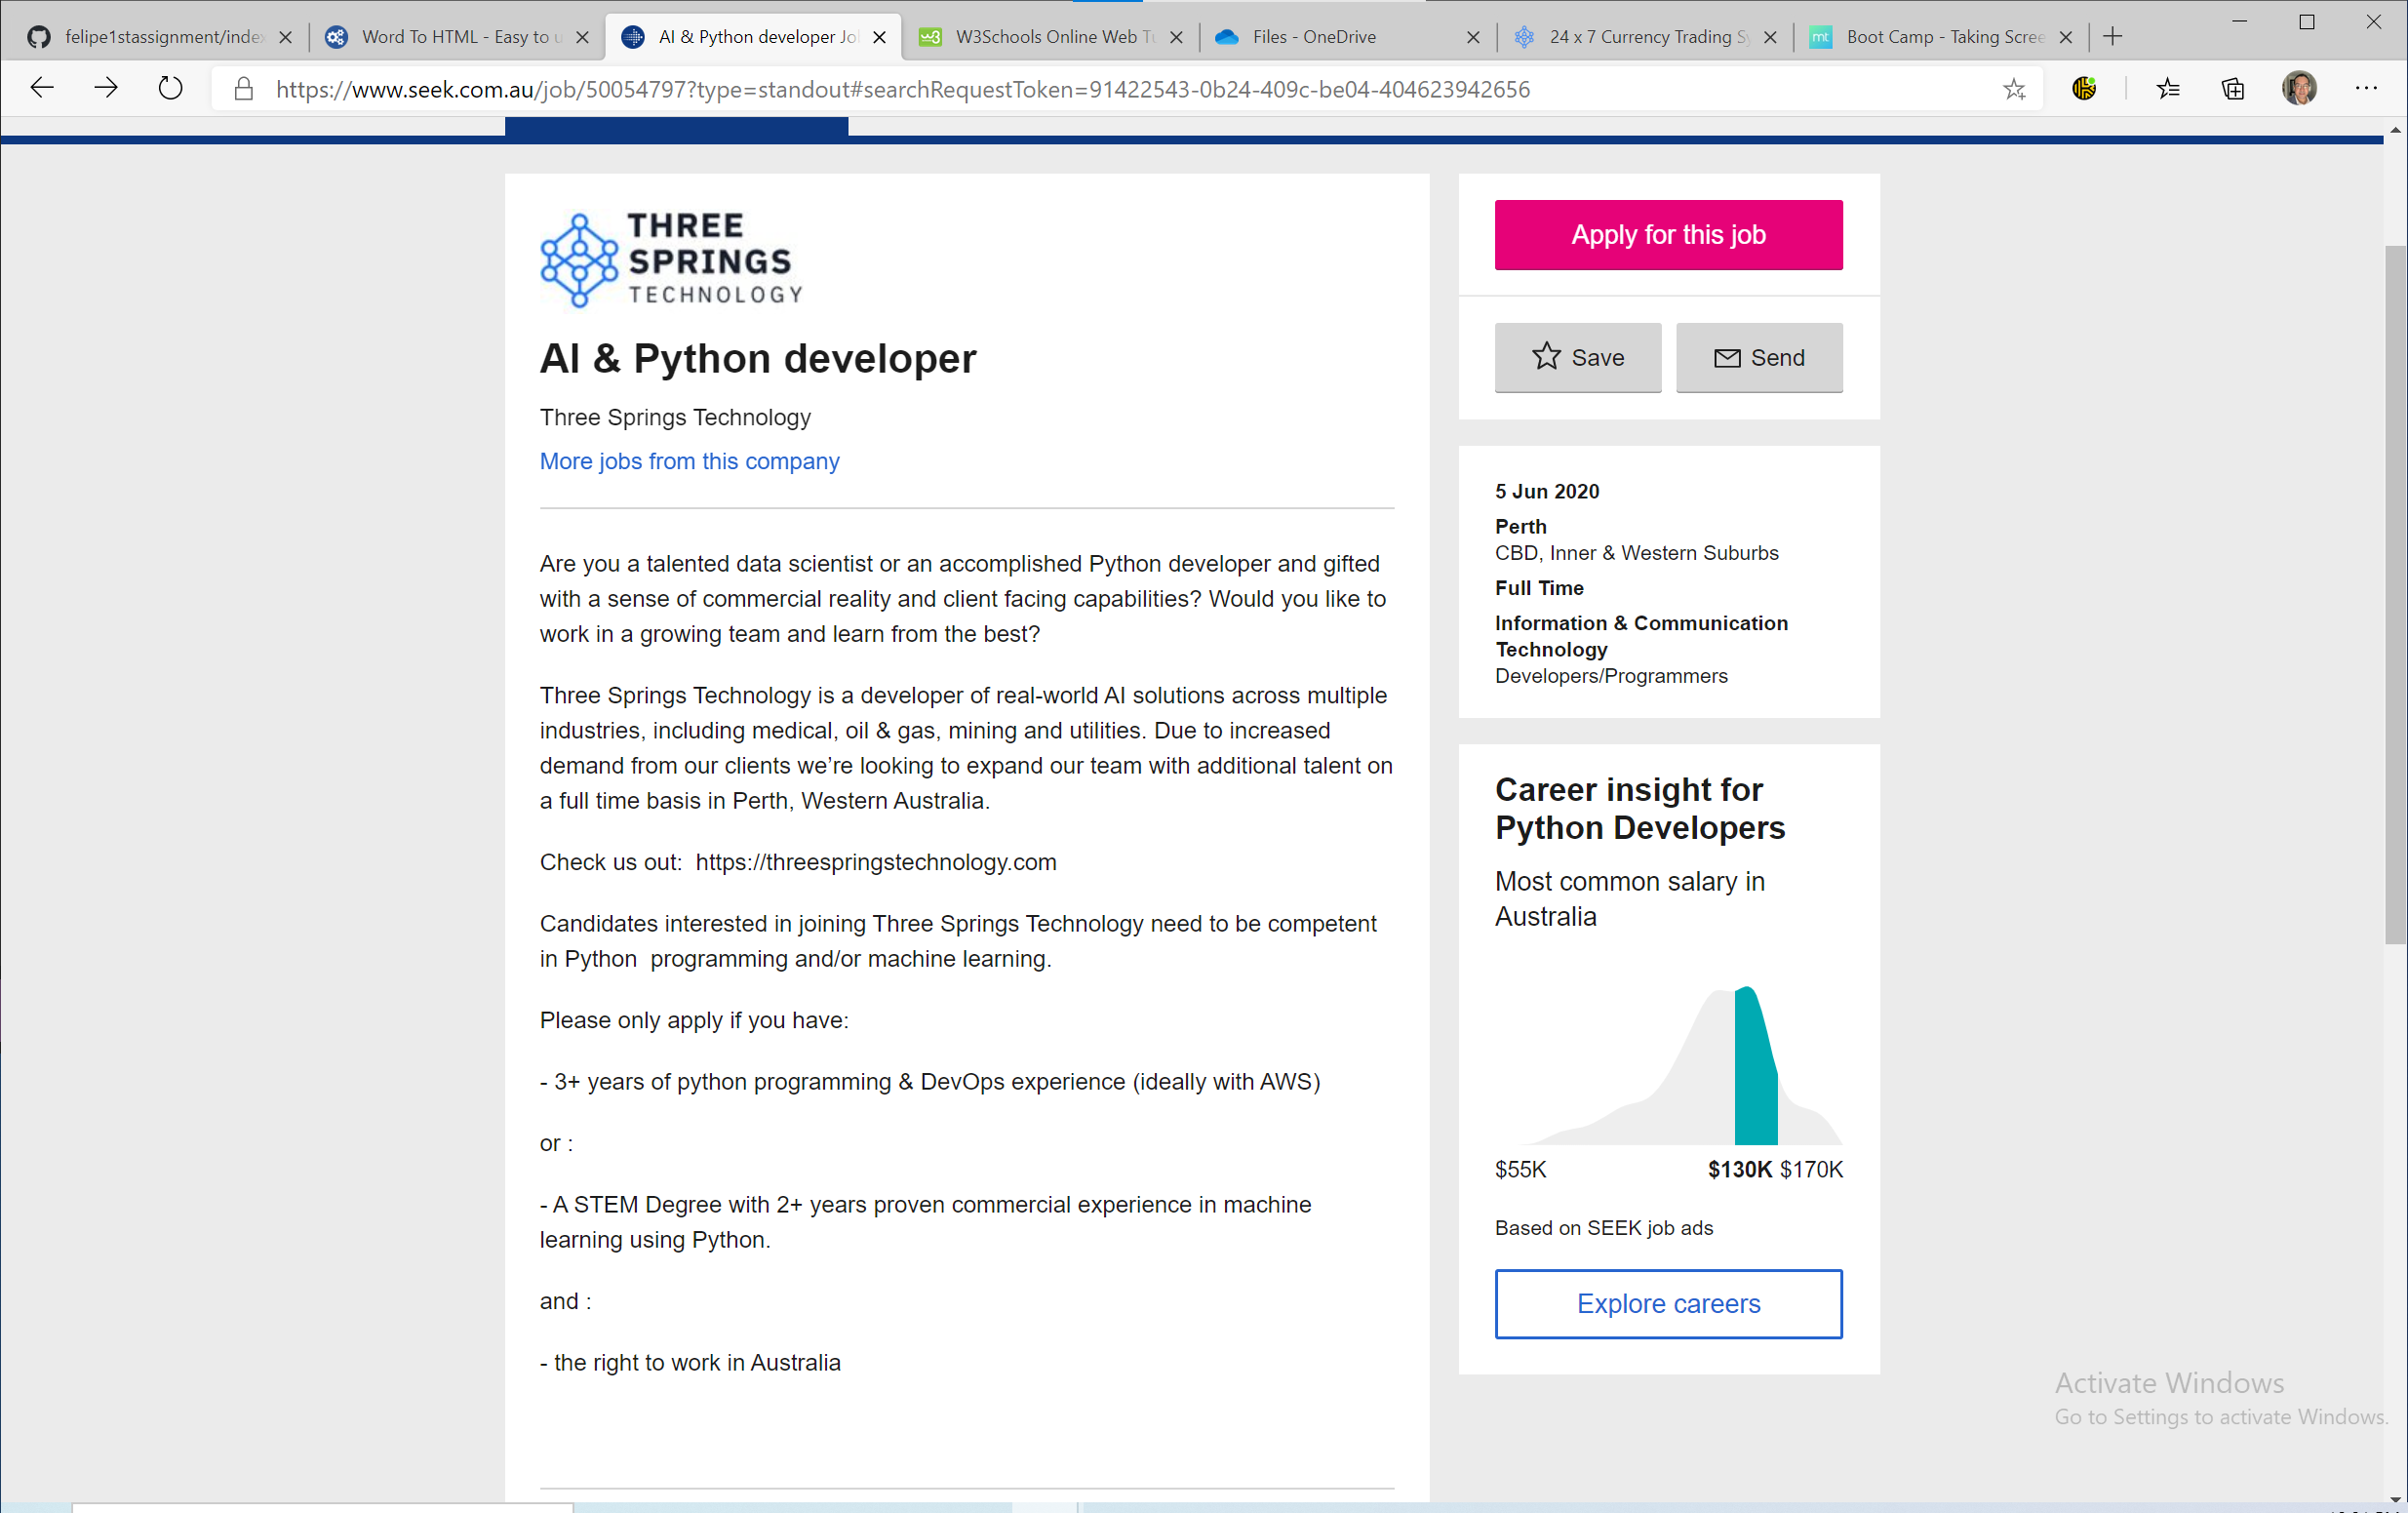 felipe1stassignment/index
Word To HTML - Easy to u
AI & Python developer Jo
W3Schools Online Web Tu
Files - OneDrive
24 x 7 Currency Trading Sy
mt
Boot Camp - Taking Scree
https://www.seek.com.au/job/50054797?type=standout#searchRequestToken=91422543-0b24-409c-be04-404623942656
THREE
SPRINGS
TECHNOLOGY
AI & Python developer
Three Springs Technology
More jobs from this company
Are you a talented data scientist or an accomplished Python developer and gifted
with a sense of commercial reality and client facing capabilities? Would you like to
work in a growing team and learn from the best?
Three Springs Technology is a developer of real-world AI solutions across multiple
industries, including medical, oil & gas, mining and utilities. Due to increased
demand from our clients we’re looking to expand our team with additional talent on
a full time basis in Perth, Western Australia.
Check us out:  https://threespringstechnology.com
Candidates interested in joining Three Springs Technology need to be competent
in Python  programming and/or machine learning.
Please only apply if you have:
- 3+ years of python programming & DevOps experience (ideally with AWS)
or :
- A STEM Degree with 2+ years proven commercial experience in machine
learning using Python.
and :
- the right to work in Australia
Apply for this job
Save
Send
5 Jun 2020
Perth
CBD, Inner & Western Suburbs
Full Time
Information & Communication
Technology
Developers/Programmers
Career insight for
Python Developers
Most common salary in
Australia
$55K $130K $170K
Based on SEEK job ads
Explore careers
Activate Windows
Go to Settings to activate Windows.